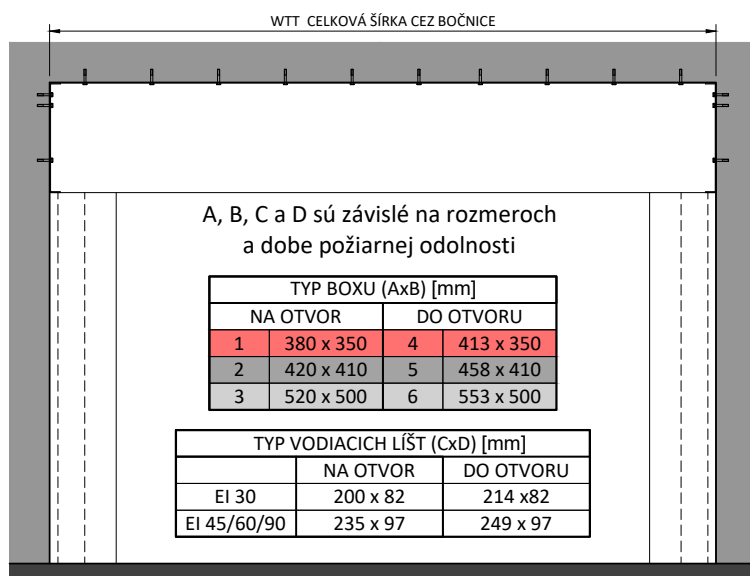 WTT CELKOVÁ ŠÍRKA CEZ BOČNICE
A, B, C a D sú závislé na rozmeroch
a dobe požiarnej odolnosti
TYP BOXU (AxB) [mm]
NA OTVOR DO OTVORU
1 380 x 350 4 413 x 350
2 420 x 410 5 458 x 410
3 520 x 500 6 553 x 500
TYP VODIACICH LÍŠT (CxD) [mm]
NA OTVOR DO OTVORU
EI 30 200 x 82 214 x82
EI 45/60/90 235 x 97 249 x 97